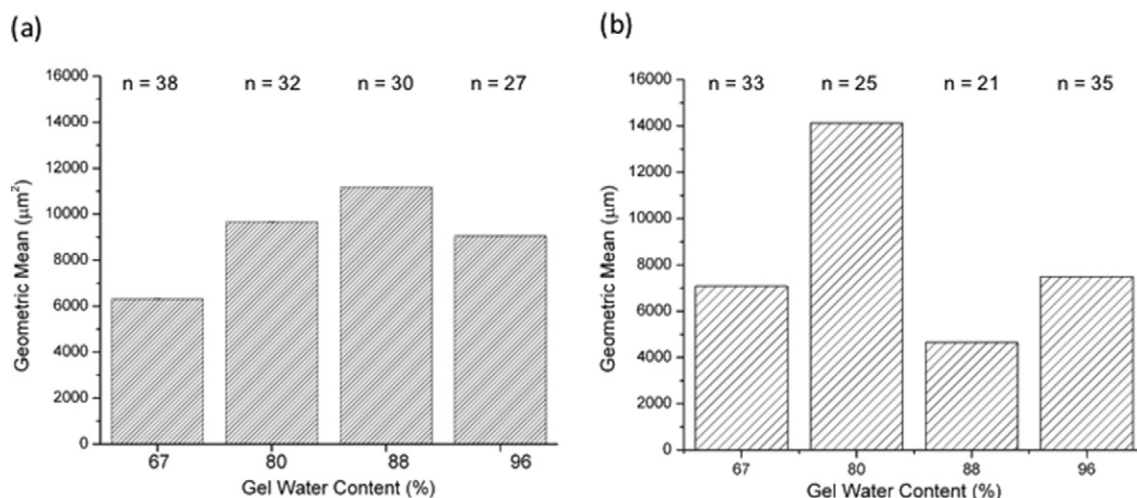 (a)
n = 38 n = 32 n = 30 n = 27
Geometric Mean (μm²)
16000
14000
12000
10000
8000
6000
4000
2000
0
67 80 88 96
Gel Water Content (%)
(b)
n = 33 n = 25 n = 21 n = 35
Geometric Mean (μm)
16000
14000
12000
10000
8000
6000
4000
2000
0
67 80 88 96
Gel Water Content (%)